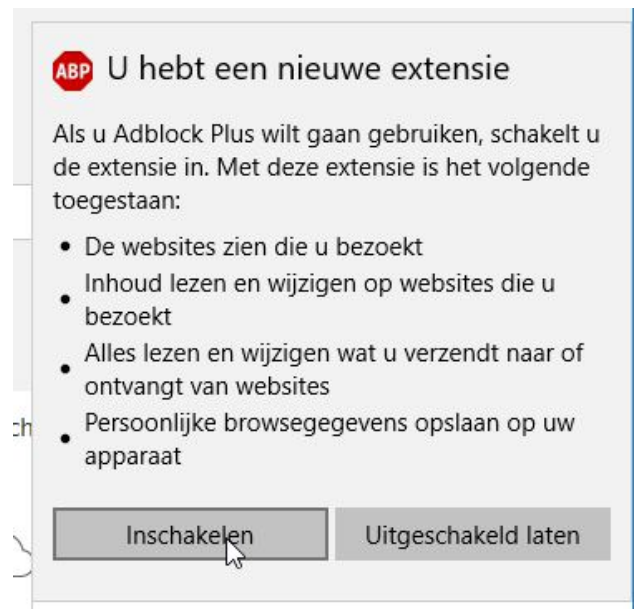 ABP U hebt een nieuwe extensie
Als u Adblock Plus wilt gaan gebruiken, schakelt u
de extensie in. Met deze extensie is het volgende
toegestaan:
• De websites zien die u bezoekt
• Inhoud lezen en wijzigen op websites die u
bezoekt
• Alles lezen en wijzigen wat u verzendt naar of
ontvangt van websites
• Persoonlijke browsegegevens opslaan op uw
apparaat
ch
Inschakelen Uitgeschakeld laten